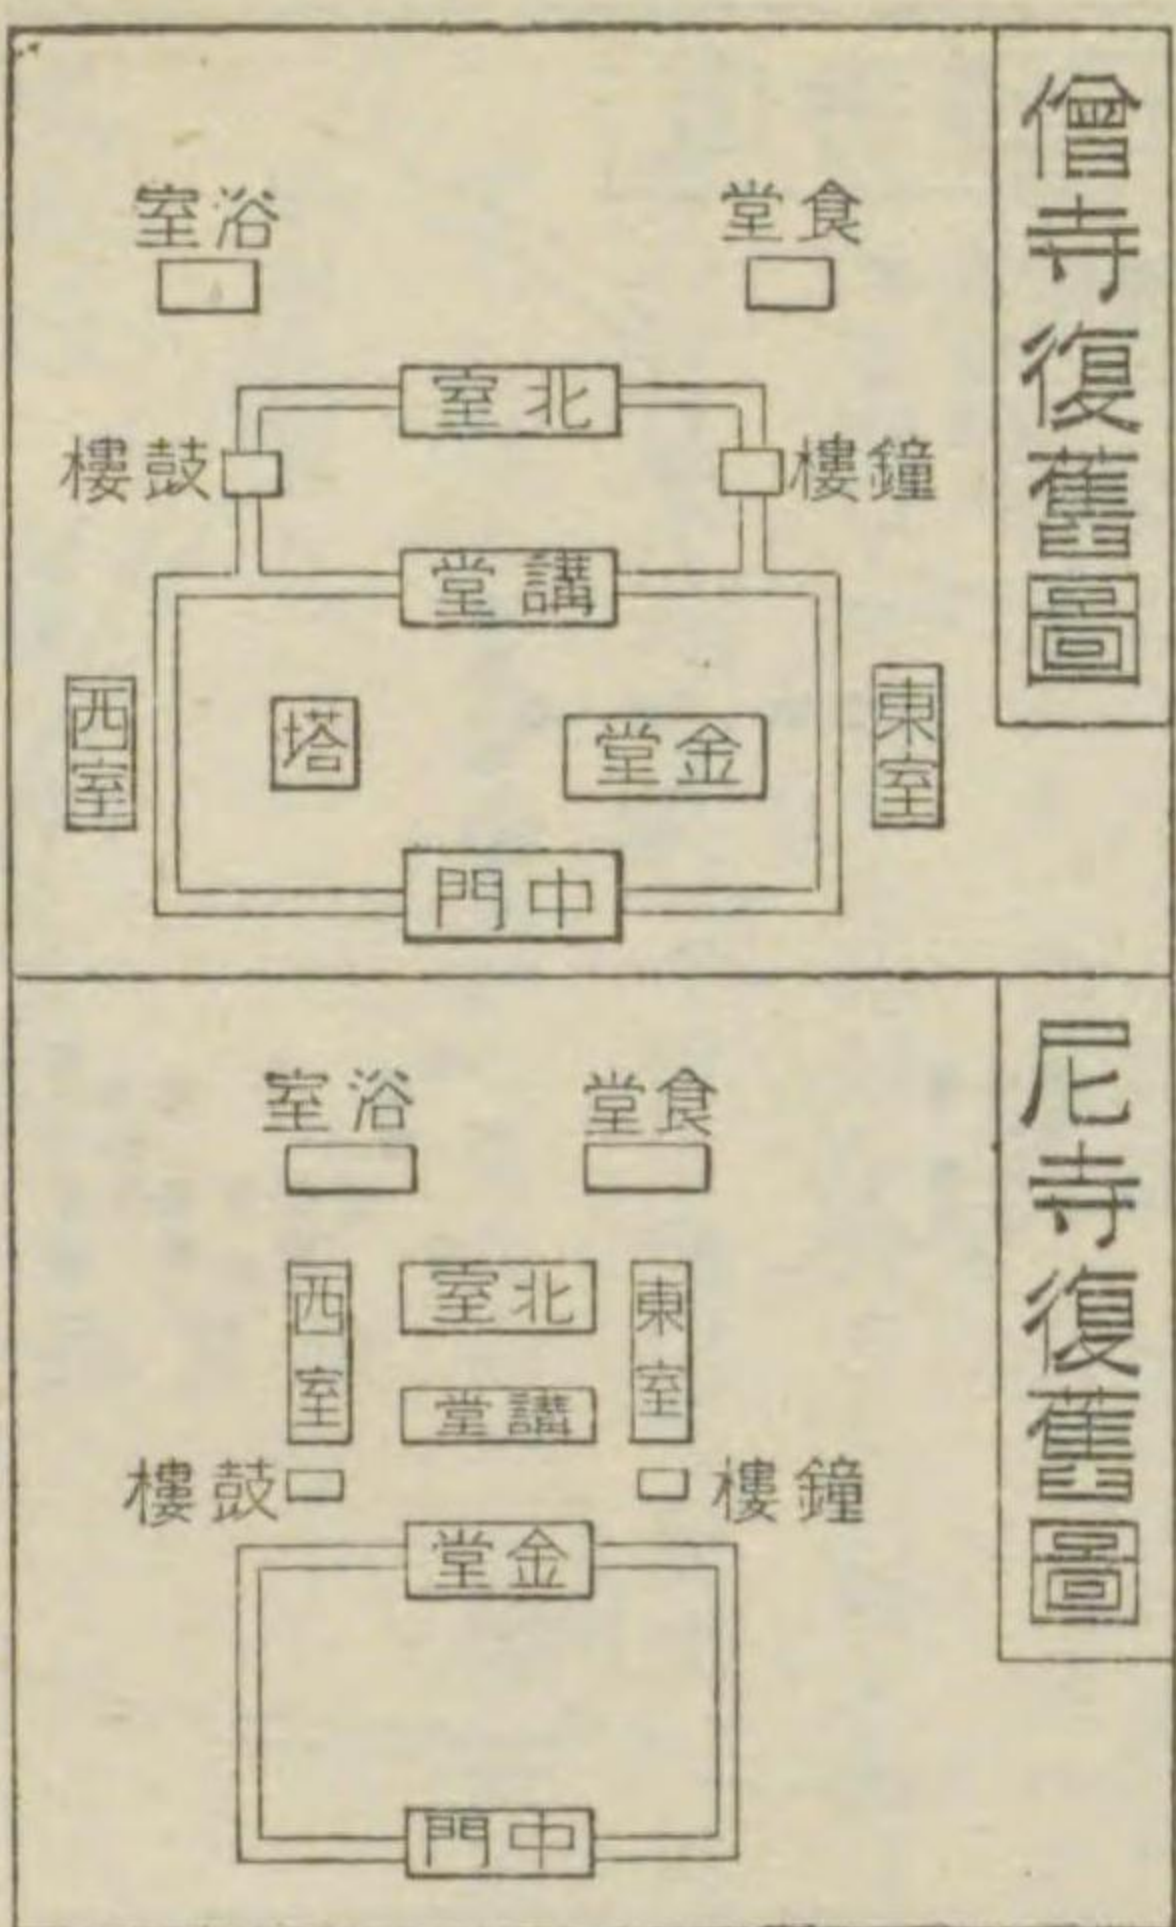 僧寺復舊圖
食堂
浴室
北室
鐘樓
鼓樓
講堂
東室
金堂
塔
西室
中門
尼寺復舊圖
食堂
浴室
東室
北室
西室
講堂
鐘樓
鼓樓
金堂
中門